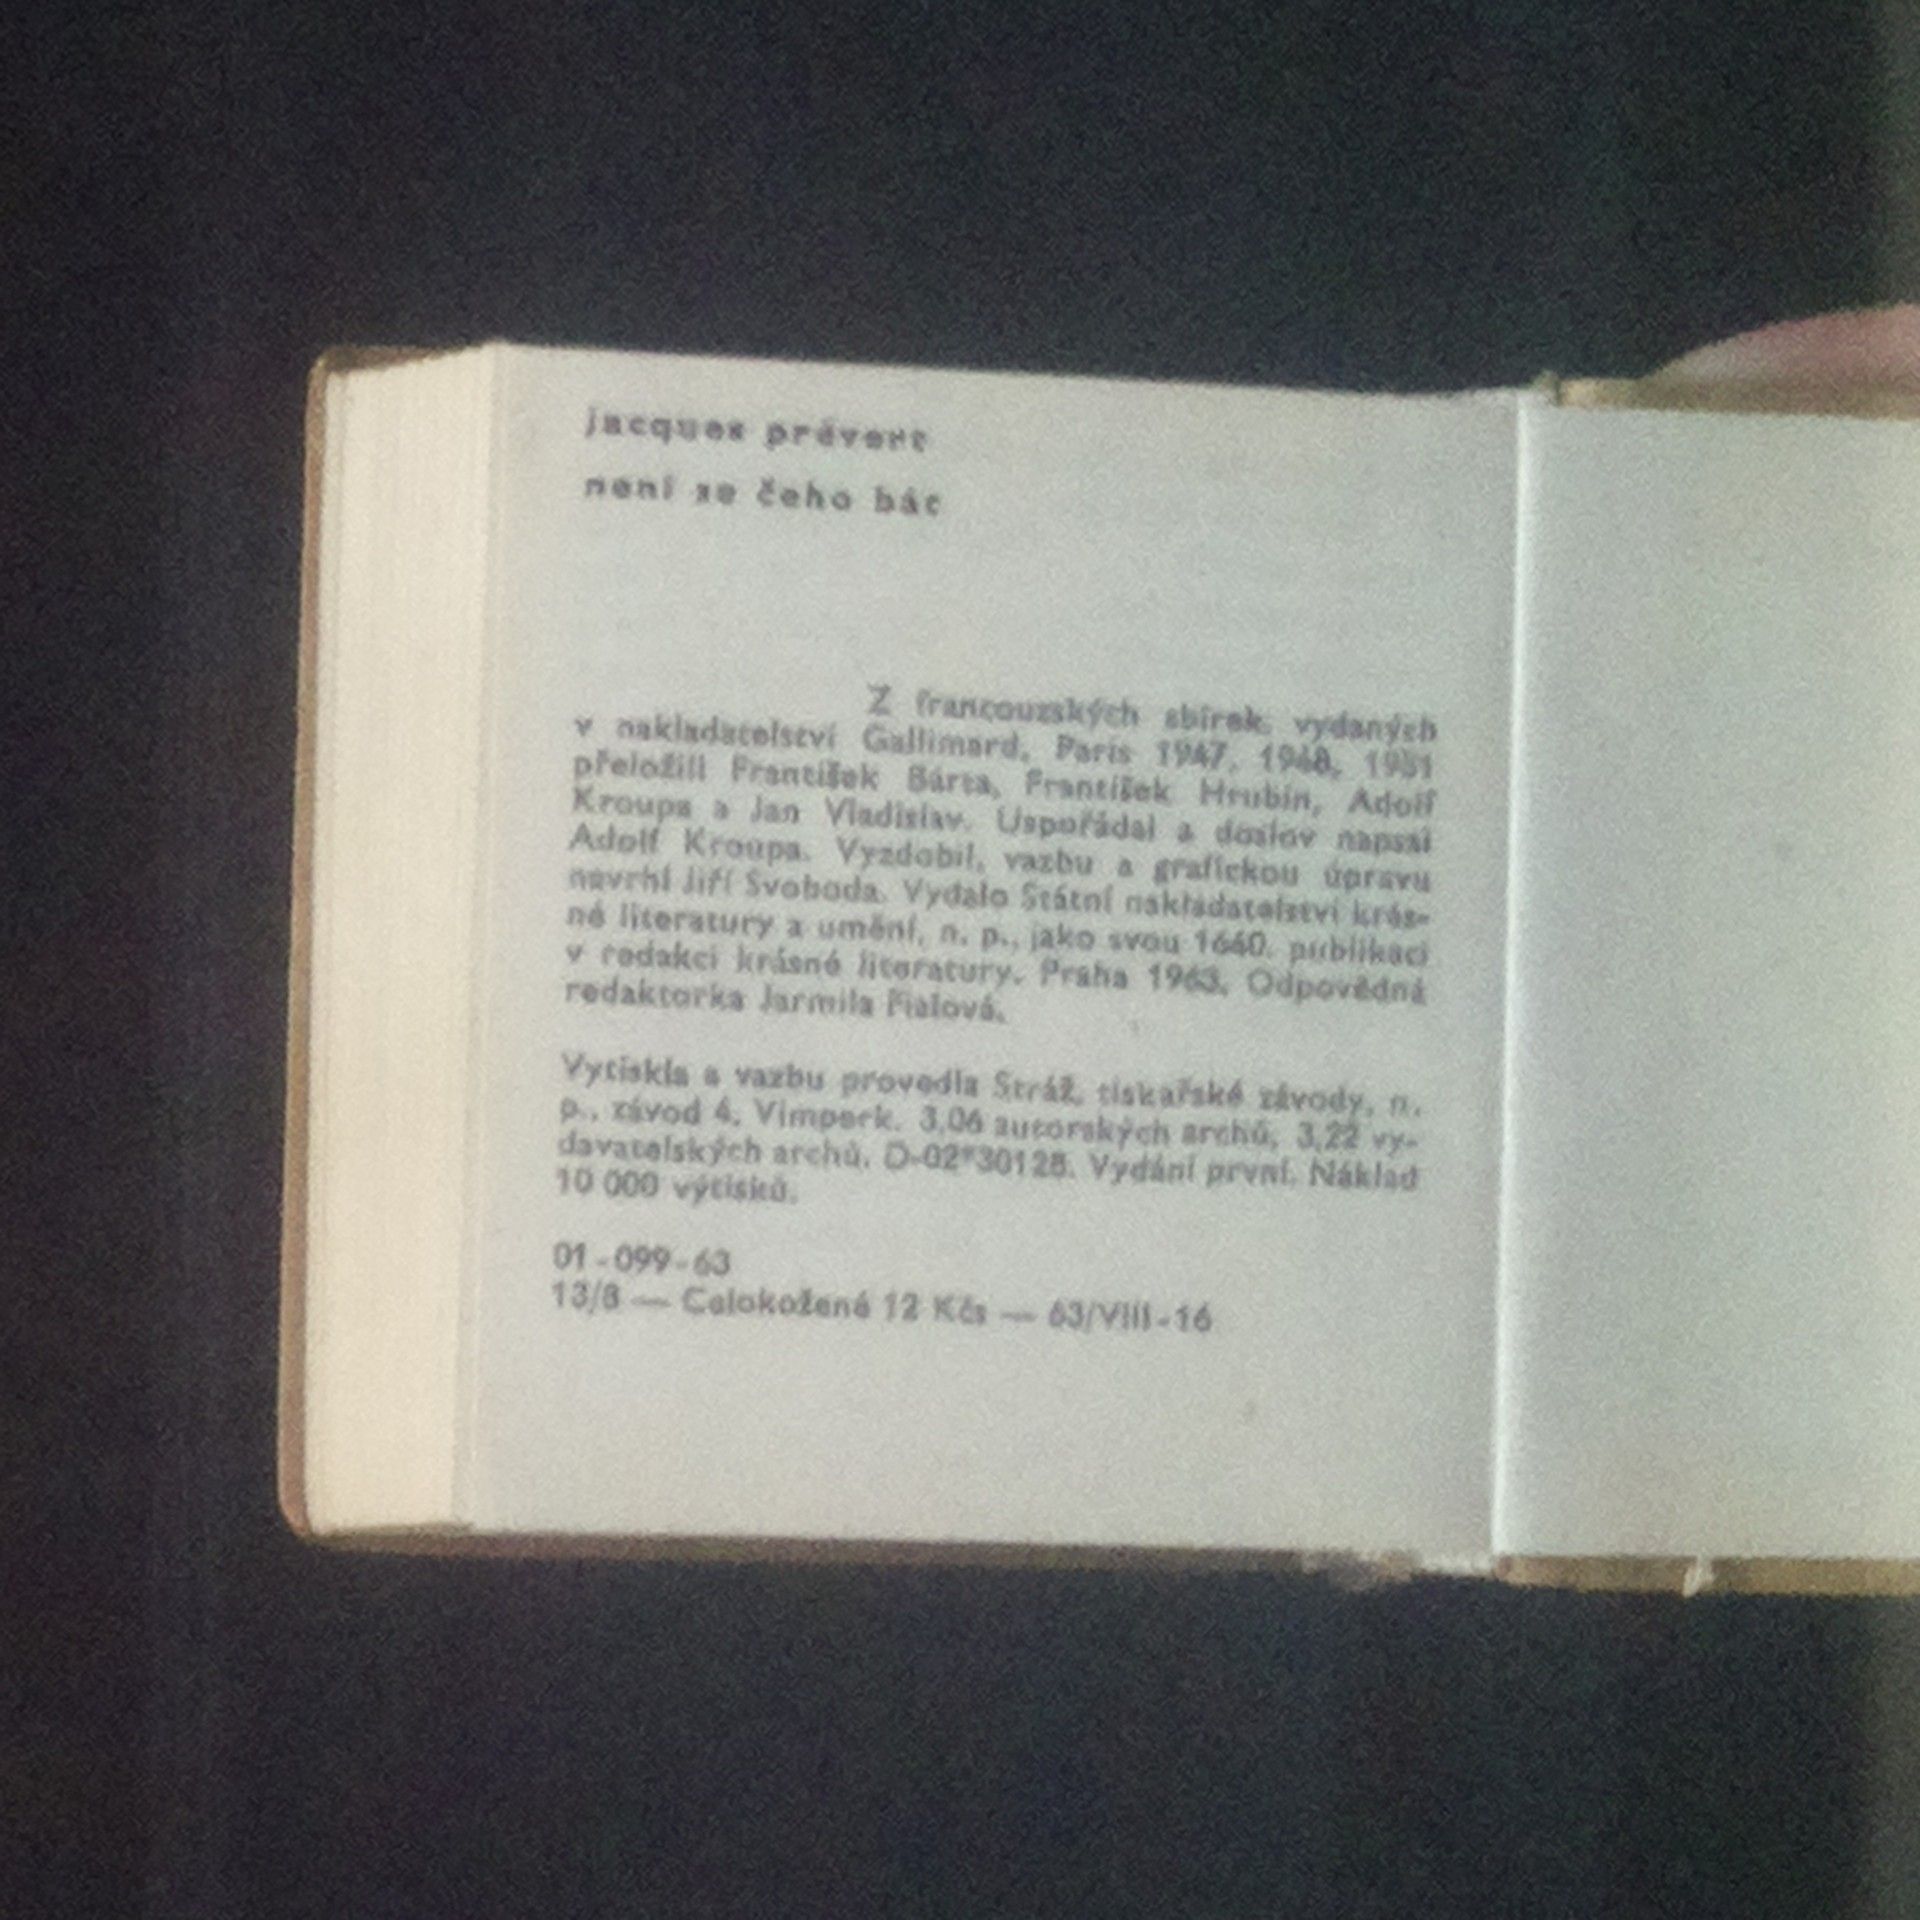 jacques prévert
není se čeho bát
Z francouzských sbírek, vydaných
v nakladatelství Gallimard, Paris 1947, 1948, 1951
přeložili František Bárta, František Hrubín, Adolf
Kroupa a Jan Vladislav. Uspořádal a doslov napsal
Adolf Kroupa. Vyzdobil, vazbu a grafickou úpravu
navrhl Jiří Svoboda. Vydalo Státní nakladatelství krás-
né literatury a umění, n. p., jako svou 1640. publikaci
v redakci krásné literatury. Praha 1963. Odpovědná
redaktorka Jarmila Fialová.
Vytiskla a vazbu provedla Stráž, tiskařské závody, n.
p., závod 4, Vimperk. 3,06 autorských archů, 3,22 vy-
davatelských archů. D-02*30128. Vydání první. Náklad
10 000 výtisků.
01-099-63
13/8 — Celokožené 12 Kčs — 63/VIII-16